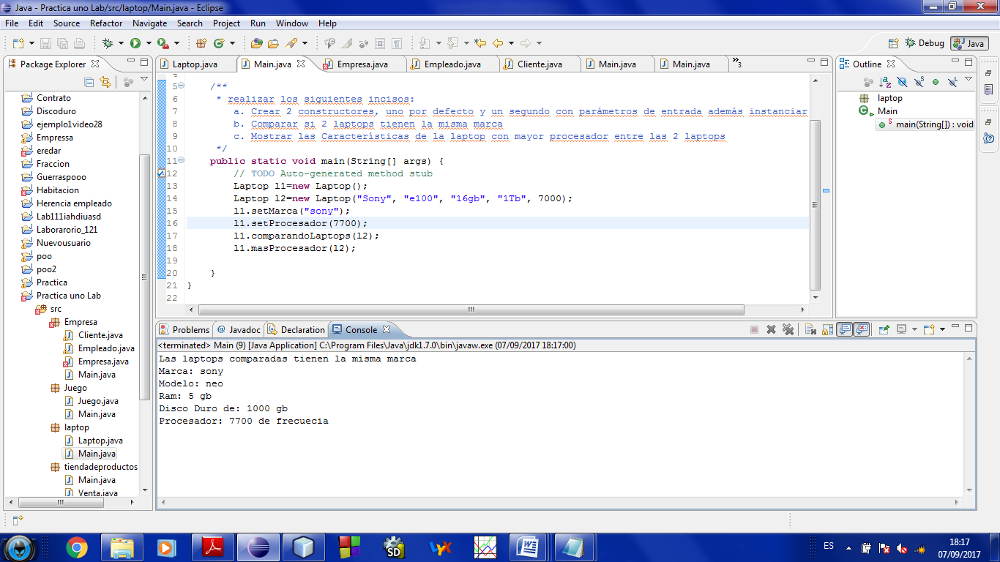 Java - Practica uno Lab/src/laptop/Main.java - Eclipse
File Edit Source Refactor Navigate Search Project Run Window Help
Debug Java
Package Explorer
Contrato
Discoduro
ejemplo1video28
Empressa
eredar
Fraccion
Guerraspooo
Habitacion
Herencia empleado
Lab111iahdiuasd
Laborarorio_121
Nuevousuario
poo
poo2
Practica
Practica uno Lab
src
Empresa
Cliente.java
Empleado.java
Empresa.java
Main.java
Juego
Juego.java
Main.java
laptop
Laptop.java
Main.java
tiendadeproductos
Main.java
Venta.java
Laptop.java Main.java Empresa.java Empleado.java Cliente.java Main.java Main.java »3
5 /**
6 * realizar los siguientes incisos:
7 a. Crear 2 constructores, uno por defecto y un segundo con parámetros de entrada además instanciar
8 b. Comparar si 2 laptops tienen la misma marca
9 c. Mostrar las Características de la laptop con mayor procesador entre las 2 laptops
10 */
11 public static void main(String[] args) {
12 // TODO Auto-generated method stub
13 Laptop l1=new Laptop();
14 Laptop l2=new Laptop("Sony", "e100", "16gb", "1Tb", 7000);
15 l1.setMarca("sony");
16 l1.setProcesador(7700);
17 l1.comparandoLaptops(l2);
18 l1.masProcesador(l2);
19
20 }
21 }
22
Outline
laptop
Main
main(String[]) : void
Problems Javadoc Declaration Console
<terminated> Main (9) [Java Application] C:\Program Files\Java\jdk1.7.0\bin\javaw.exe (07/09/2017 18:17:00)
Las laptops comparadas tienen la misma marca
Marca: sony
Modelo: neo
Ram: 5 gb
Disco Duro de: 1000 gb
Procesador: 7700 de frecuecia
ES
18:17
07/09/2017